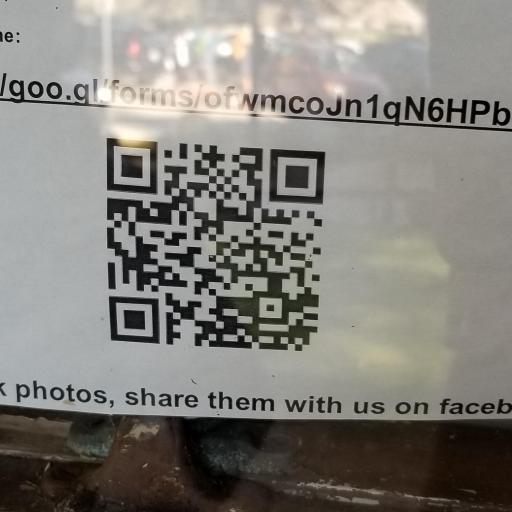 ne:
/goo.gl/forms/ofwmcoJn1qN6HPb
k photos, share them with us on faceb